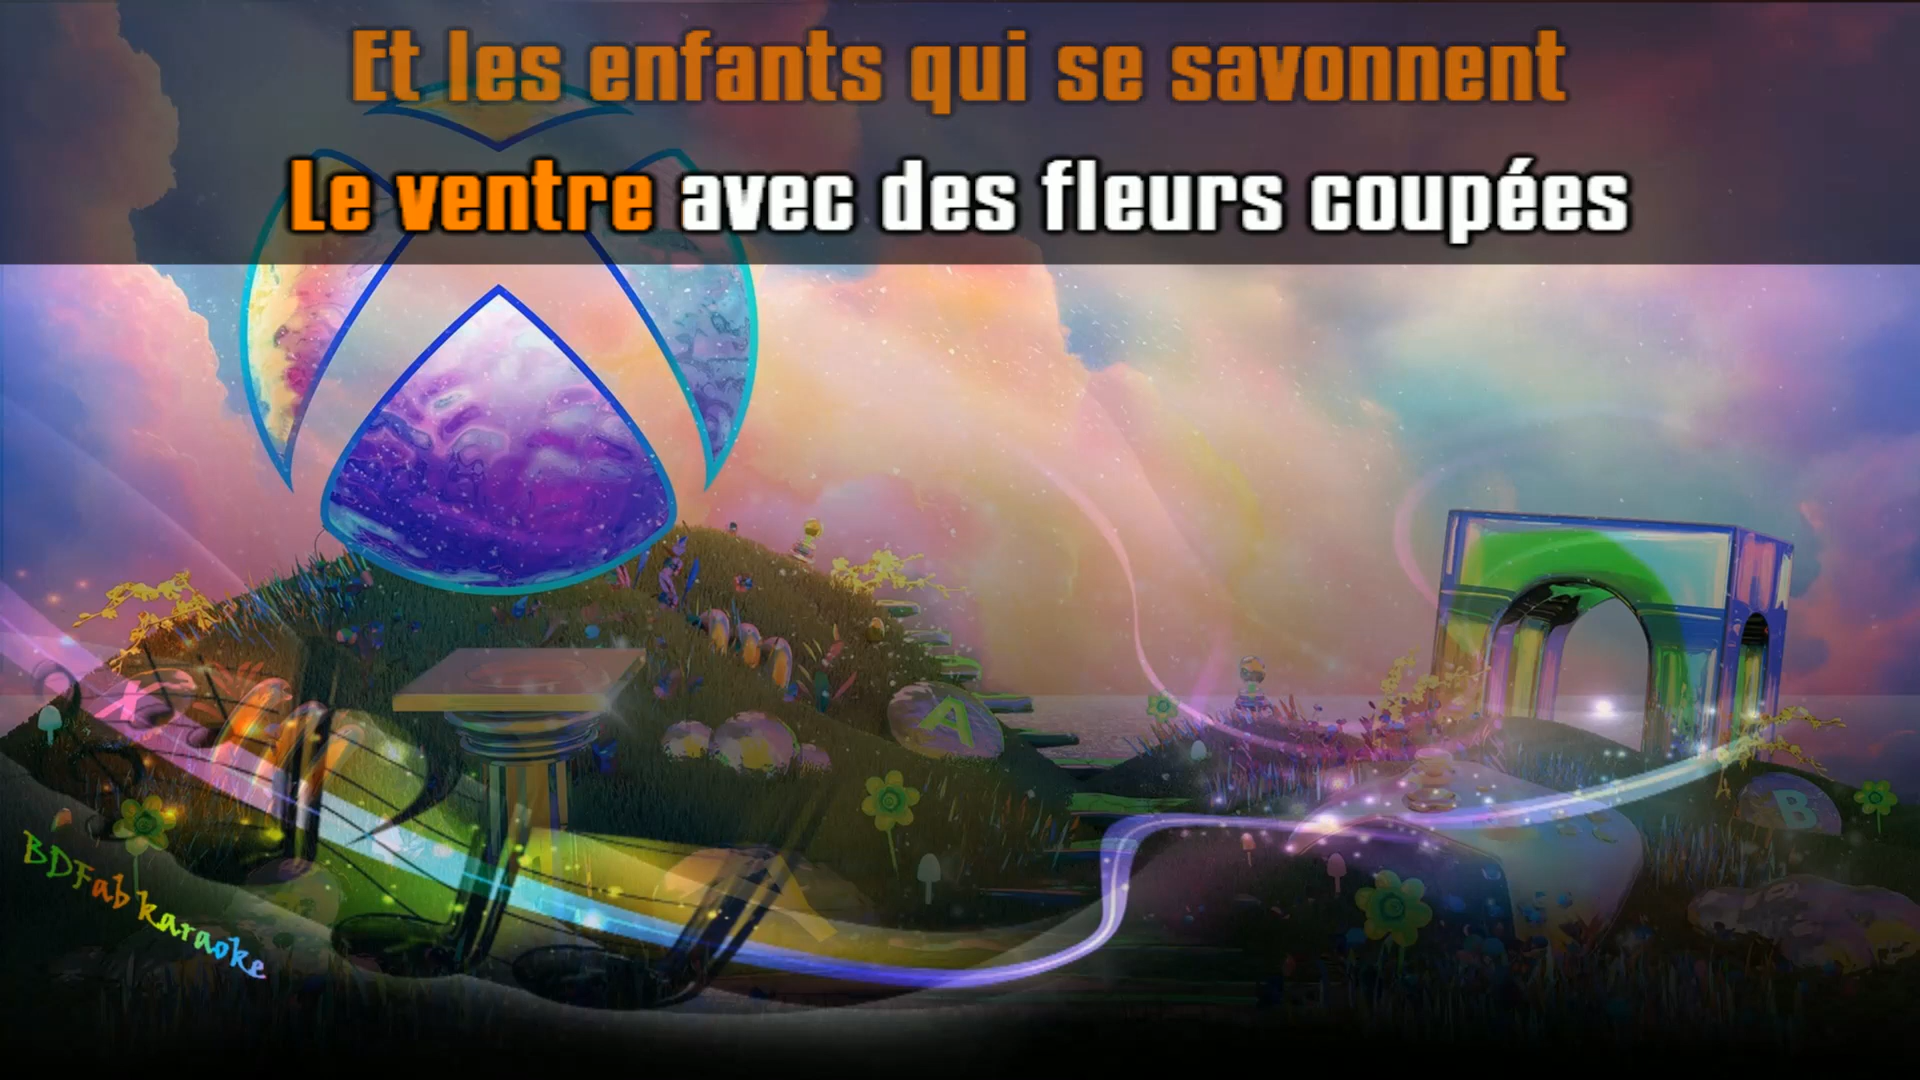 Et les enfants qui se savonnent
Le ventre avec des fleurs coupées
X
A
B
BDFab karaoke